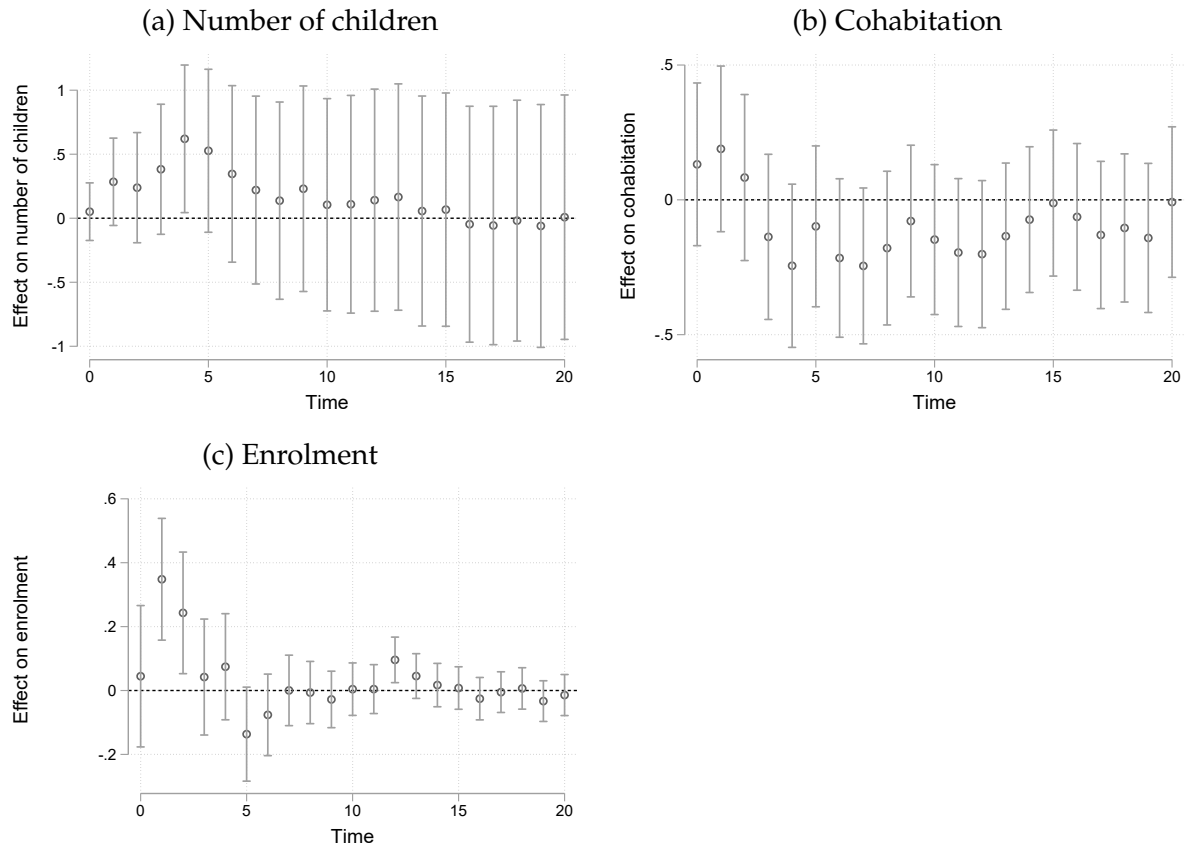 (a) Number of children
Effect on number of children
1
.5
0
-.5
-1
0 5 10 15 20
Time
(b) Cohabitation
Effect on cohabitation
.5
0
-.5
0 5 10 15 20
Time
(c) Enrolment
Effect on enrolment
.6
.4
.2
0
-.2
0 5 10 15 20
Time